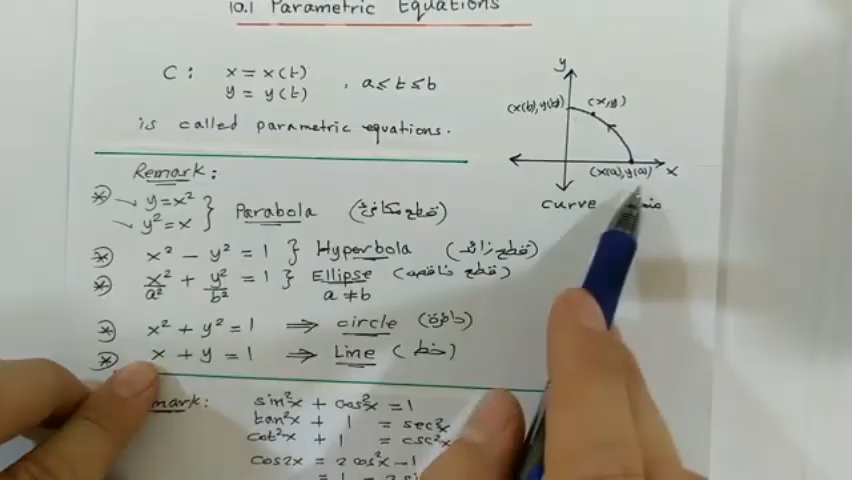 10.1 Parametric Equations
C: x = x(t)
y = y(t) , a ≤ t ≤ b
is called parametric equations.
y
(x(b), y(b)) (x,y)
(x(a), y(a)) x
curve
Remark:
y = x²
y² = x } Parabola (قطع مكافئ)
x² - y² = 1 } Hyperbola (قطع زائد)
x²/a² + y²/b² = 1 } Ellipse (قطع ناقص)
a ≠ b
x² + y² = 1 ⇒ circle (دائرة)
x + y = 1 ⇒ Line (خط)
mark: sin²x + cos²x = 1
tan²x + 1 = sec²x
cot²x + 1 = csc²x
cos2x = 2cos²x - 1